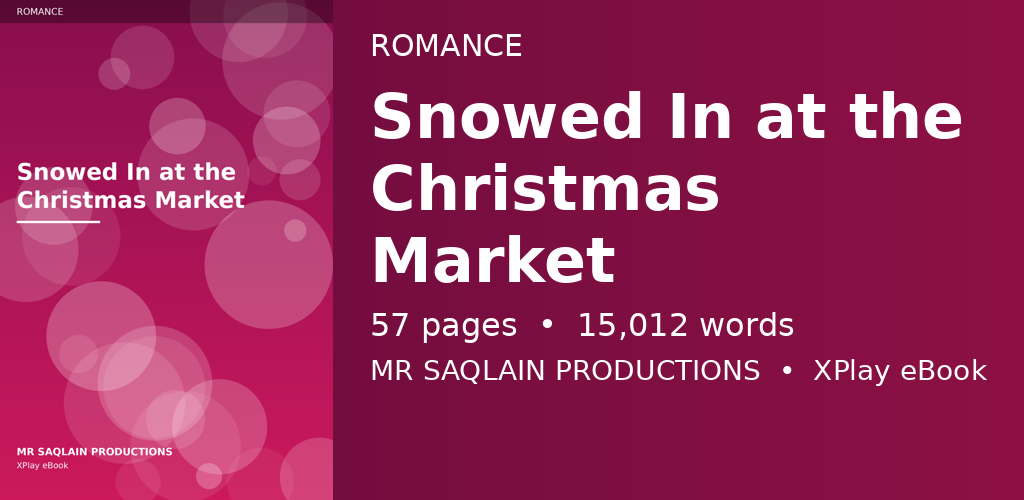 ROMANCE
Snowed In at the
Christmas Market
MR SAQLAIN PRODUCTIONS
XPlay eBook
ROMANCE
Snowed In at the
Christmas
Market
57 pages • 15,012 words
MR SAQLAIN PRODUCTIONS • XPlay eBook